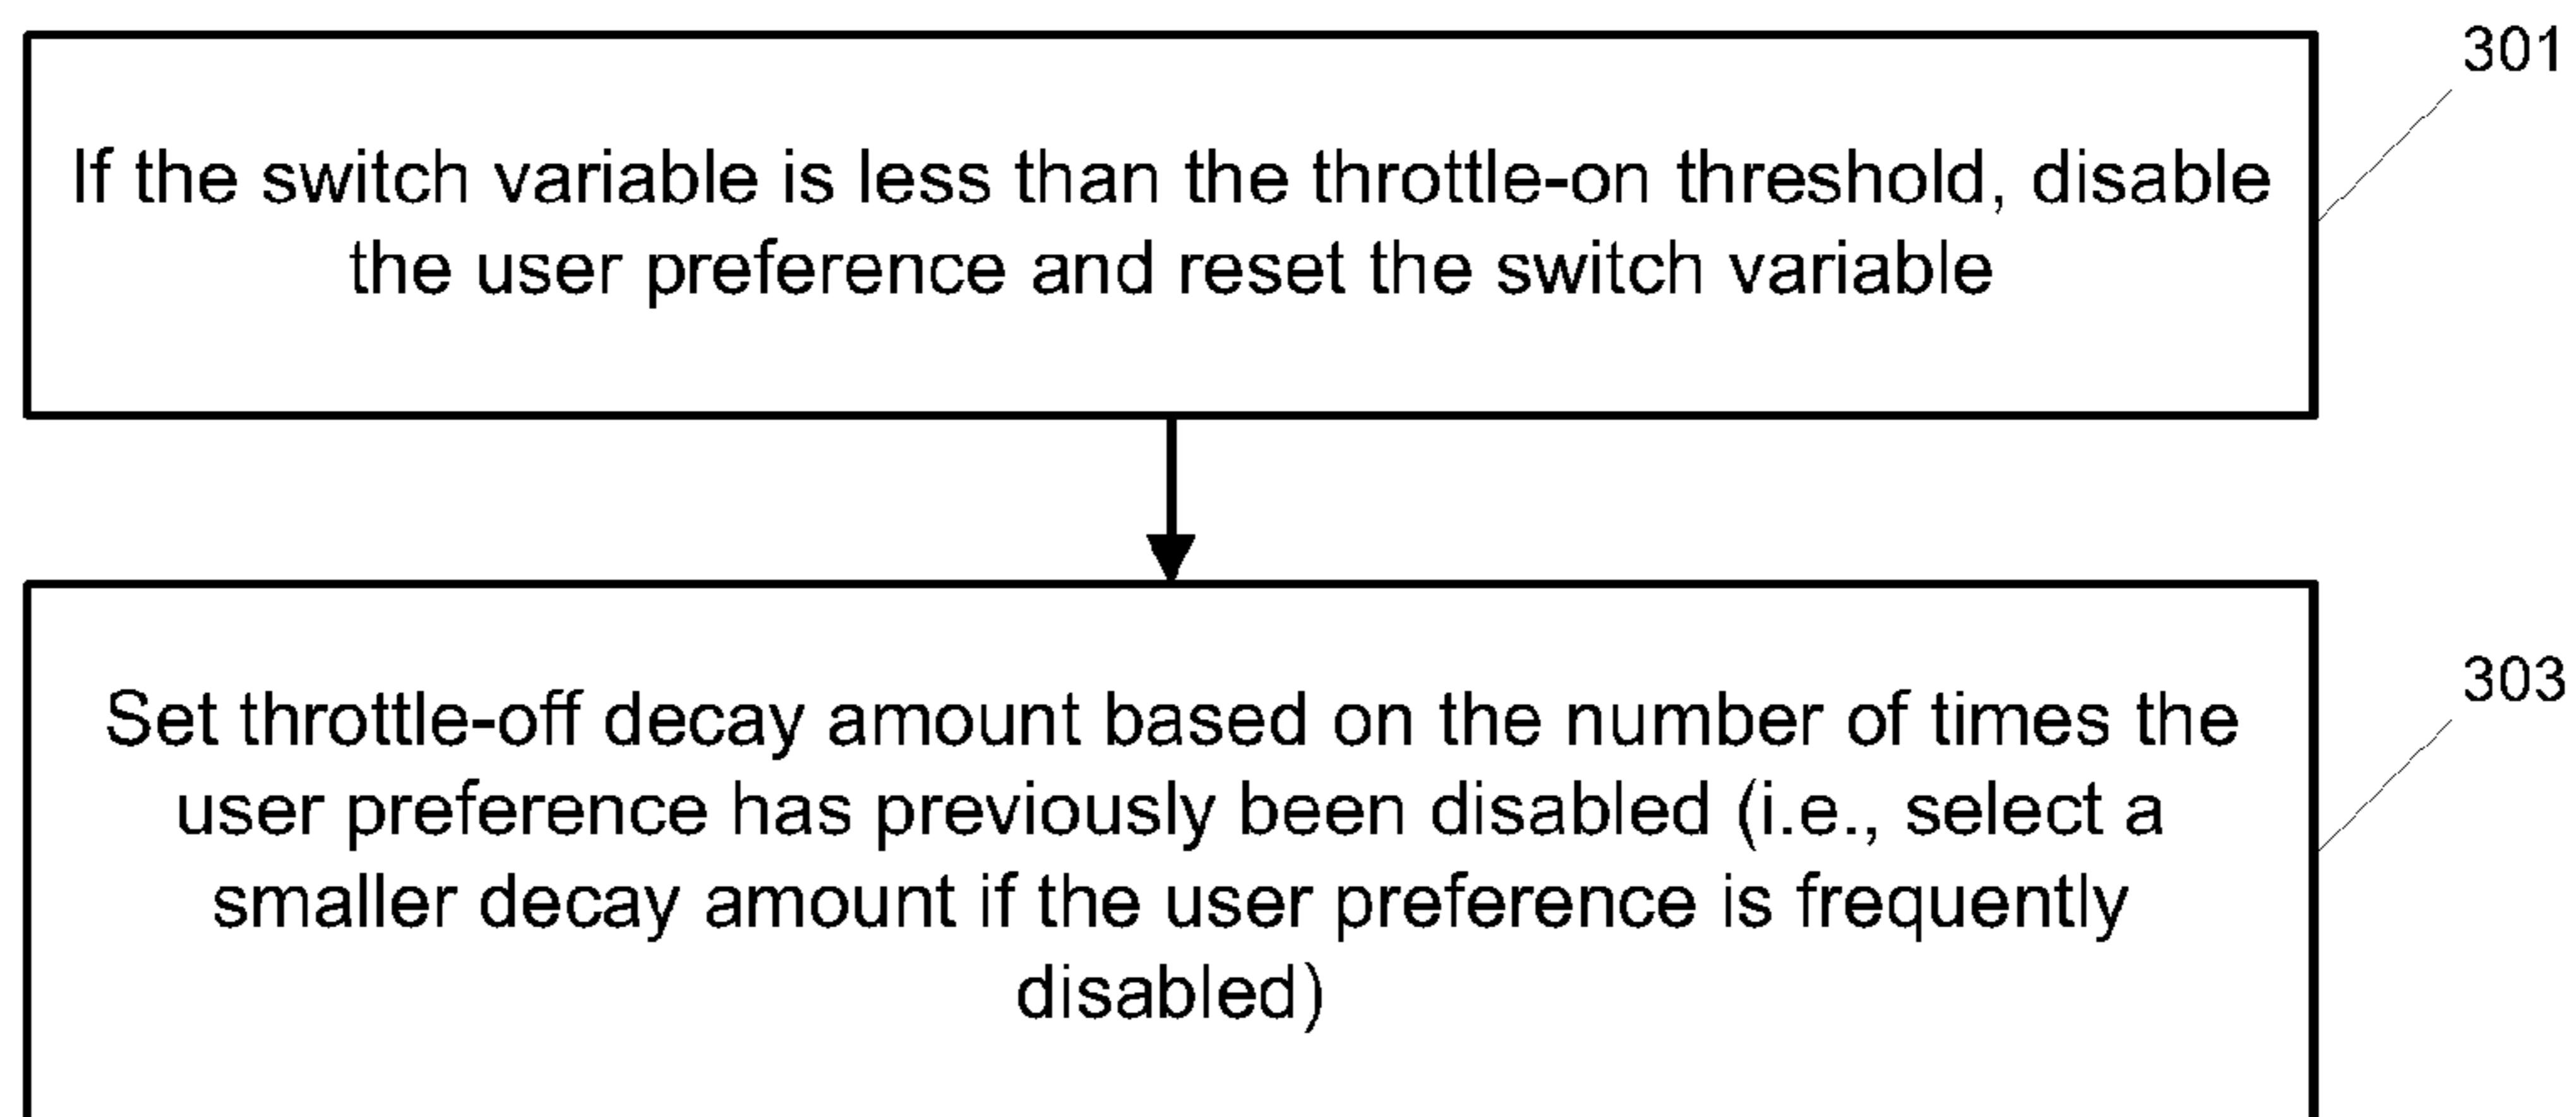 301
If the switch variable is less than the throttle-on threshold, disable
the user preference and reset the switch variable
303
Set throttle-off decay amount based on the number of times the
user preference has previously been disabled (i.e., select a
smaller decay amount if the user preference is frequently
disabled)